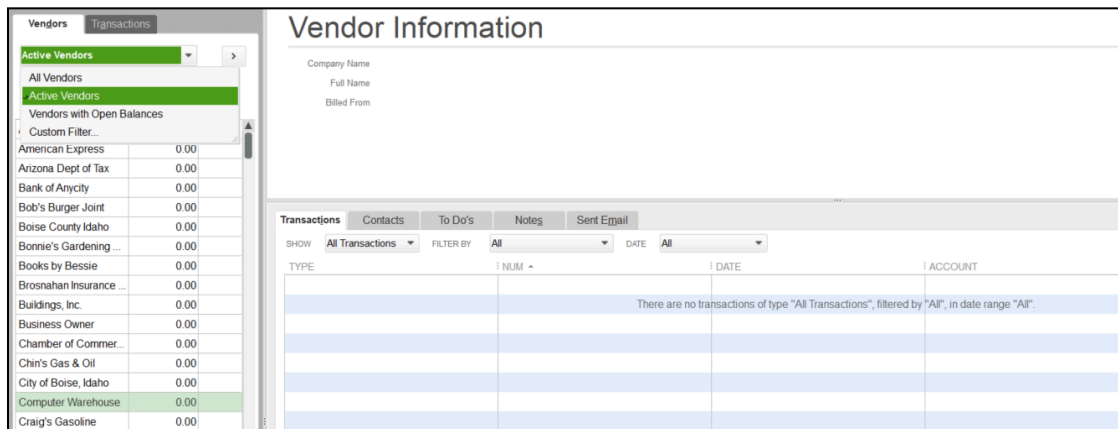 Vendors Transactions
Active Vendors
All Vendors
Active Vendors
Vendors with Open Balances
Custom Filter...
American Express 0.00
Arizona Dept of Tax 0.00
Bank of Anycity 0.00
Bob's Burger Joint 0.00
Boise County Idaho 0.00
Bonnie's Gardening ... 0.00
Books by Bessie 0.00
Brosnahan Insurance ... 0.00
Buildings, Inc. 0.00
Business Owner 0.00
Chamber of Commer... 0.00
Chin's Gas & Oil 0.00
City of Boise, Idaho 0.00
Computer Warehouse 0.00
Craig's Gasoline 0.00
Vendor Information
Company Name
Full Name
Billed From
Transactions Contacts To Do's Notes Sent Email
SHOW All Transactions FILTER BY All DATE All
TYPE NUM DATE ACCOUNT
There are no transactions of type "All Transactions", filtered by "All", in date range "All".